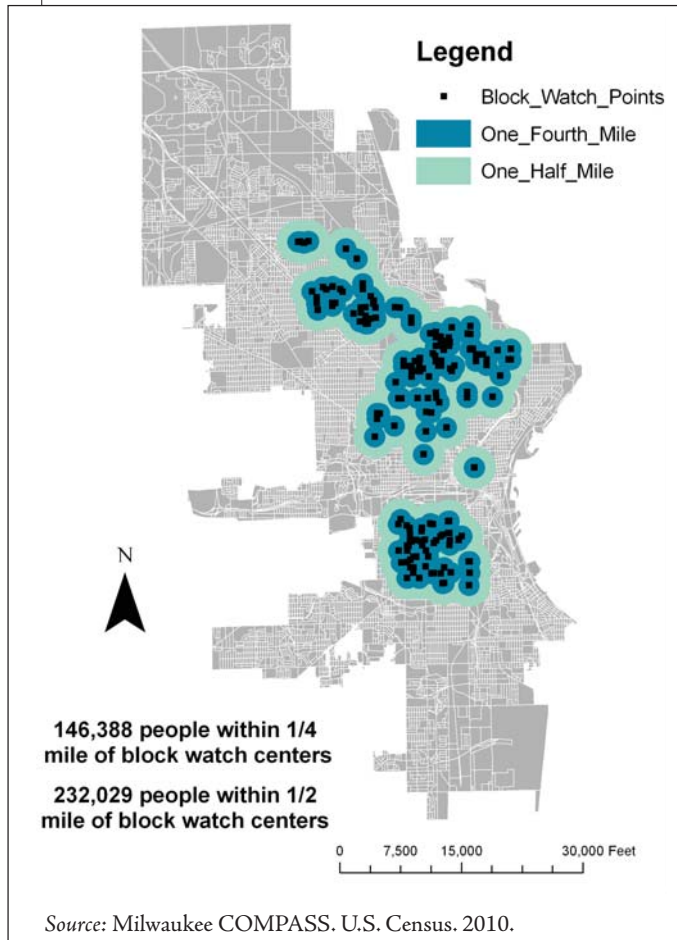 Legend
Block_Watch_Points
One_Fourth_Mile
One_Half_Mile
N
146,388 people within 1/4
mile of block watch centers
232,029 people within 1/2
mile of block watch centers
0 7,500 15,000 30,000 Feet
Source: Milwaukee COMPASS. U.S. Census. 2010.